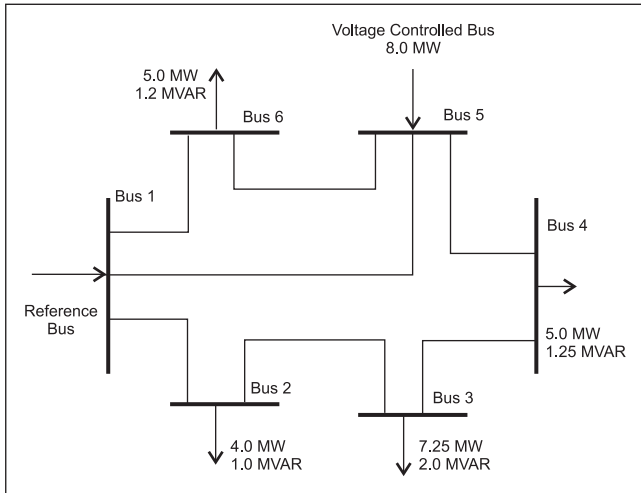 Voltage Controlled Bus
8.0 MW
5.0 MW
1.2 MVAR
Bus 6
Bus 5
Bus 1
Bus 4
Reference
Bus
5.0 MW
1.25 MVAR
Bus 2
Bus 3
4.0 MW
1.0 MVAR
7.25 MW
2.0 MVAR